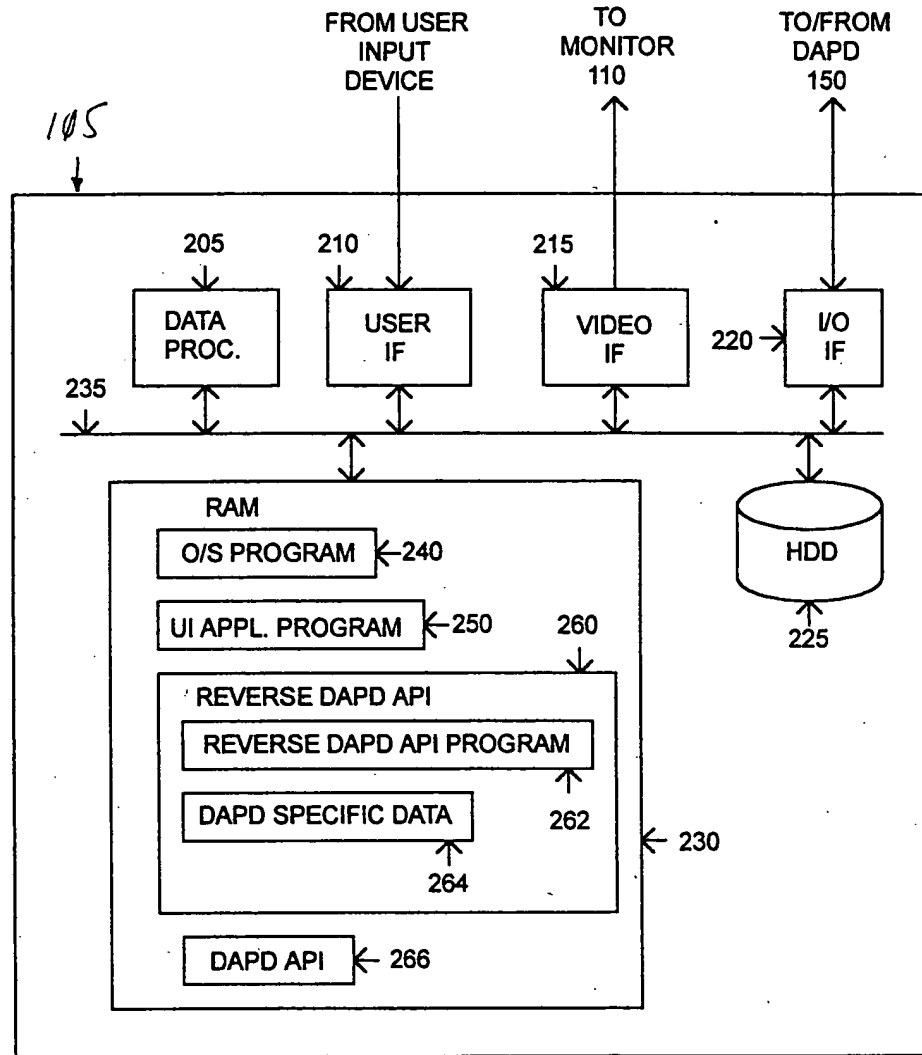 FROM USER
INPUT
DEVICE
TO
MONITOR
110
TO/FROM
DAPD
150
105
205
210
215
DATA
PROC.
USER
IF
VIDEO
IF
220
I/O
IF
235
RAM
O/S PROGRAM
240
HDD
UI APPL. PROGRAM
250
225
260
REVERSE DAPD API
REVERSE DAPD API PROGRAM
262
DAPD SPECIFIC DATA
264
230
DAPD API
266